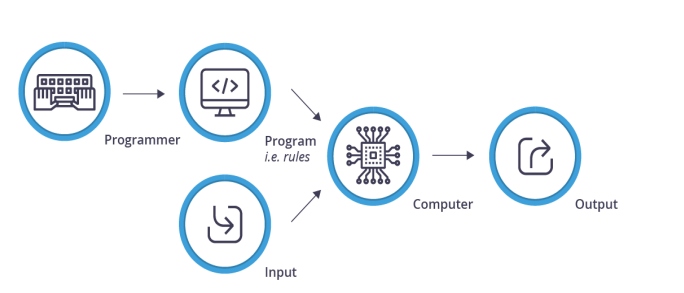 Programmer
Program
i.e. rules
Input
Computer
Output